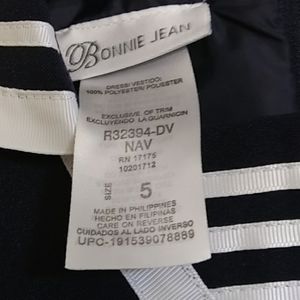 BONNIE JEAN
DRESS/ VESTIDO:
100% POLYESTER/ POLIESTER
EXCLUSIVE OF TRIM
EXCLUYENDO LA GUARNICIN
R32394-DV
NAV
RN 17175
10201712
SIZE 5
MADE IN PHILIPPINES
HECHO EN FILIPINAS
CARE ON REVERSE
CUIDADOS AL LADO INVERSO
UPC-191539078889